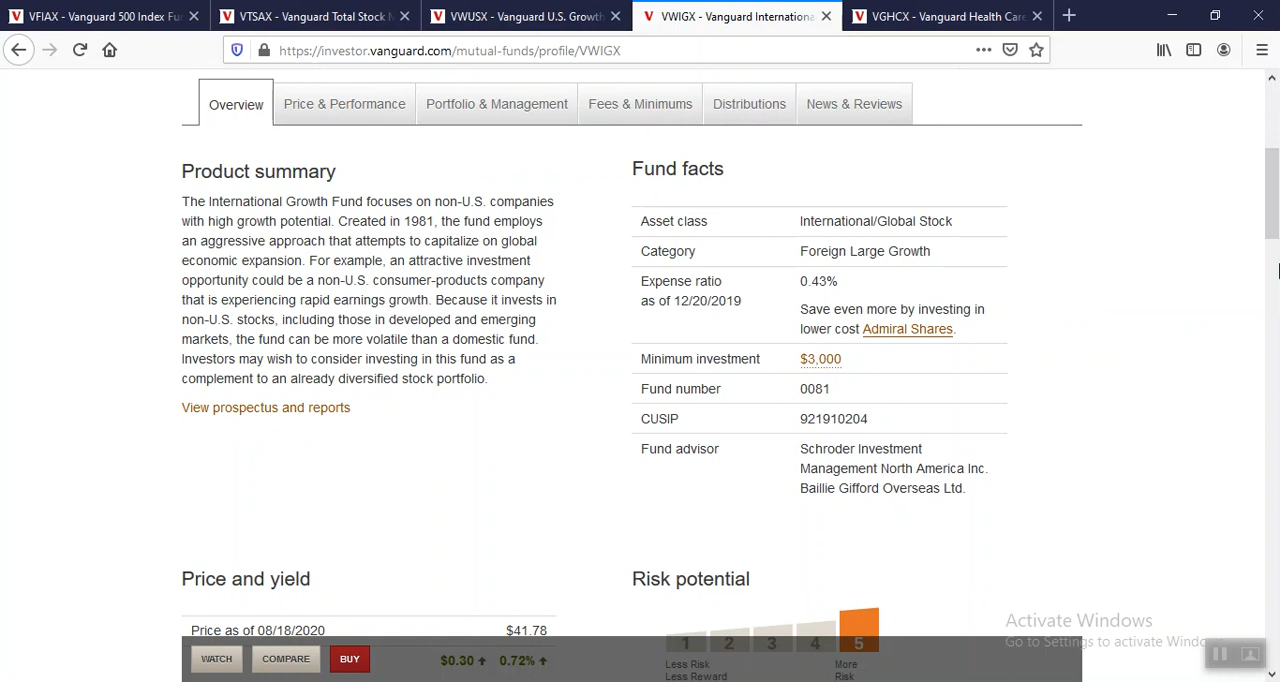 VFIAX - Vanguard 500 Index Fu
VTSAX - Vanguard Total Stock M
VWUSX - Vanguard U.S. Growth
VWIGX - Vanguard Internationa
VGHCX - Vanguard Health Care
https://investor.vanguard.com/mutual-funds/profile/VWIGX
Overview
Price & Performance
Portfolio & Management
Fees & Minimums
Distributions
News & Reviews
Product summary
The International Growth Fund focuses on non-U.S. companies
with high growth potential. Created in 1981, the fund employs
an aggressive approach that attempts to capitalize on global
economic expansion. For example, an attractive investment
opportunity could be a non-U.S. consumer-products company
that is experiencing rapid earnings growth. Because it invests in
non-U.S. stocks, including those in developed and emerging
markets, the fund can be more volatile than a domestic fund.
Investors may wish to consider investing in this fund as a
complement to an already diversified stock portfolio.
View prospectus and reports
Fund facts
Asset class International/Global Stock
Category Foreign Large Growth
Expense ratio 0.43%
as of 12/20/2019
Save even more by investing in
lower cost Admiral Shares.
Minimum investment $3,000
Fund number 0081
CUSIP 921910204
Fund advisor Schroder Investment
Management North America Inc.
Baillie Gifford Overseas Ltd.
Price and yield
Price as of 08/18/2020 $41.78
WATCH COMPARE BUY $0.30 0.72%
Risk potential
1 2 3 4 5
Less Risk More
Less Reward Risk
Activate Windows
Go to Settings to activate Windo